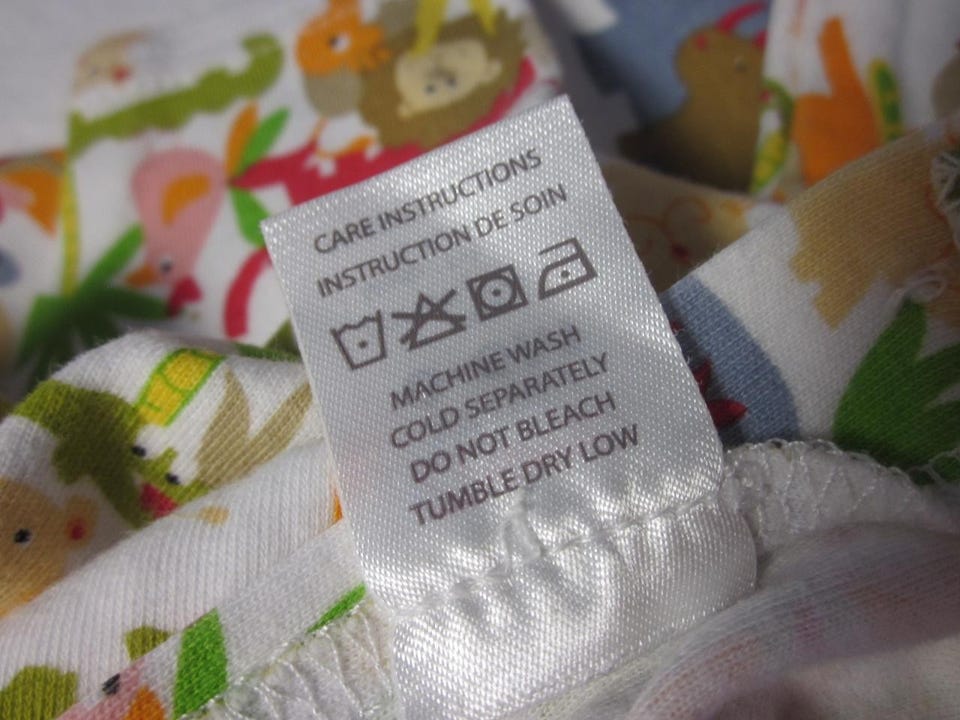 CARE INSTRUCTIONS
INSTRUCTION DE SOIN
MACHINE WASH
COLD SEPARATELY
DO NOT BLEACH
TUMBLE DRY LOW